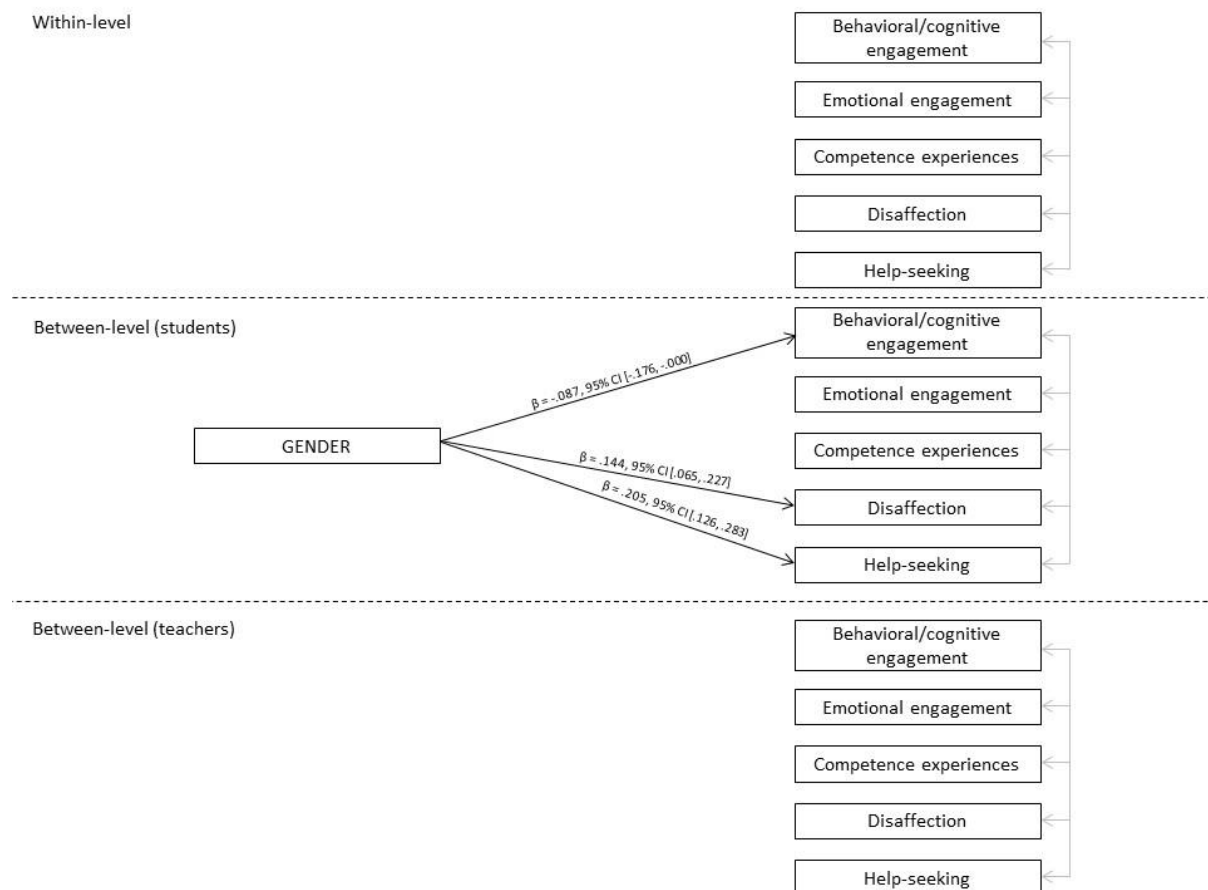 Within-level
Behavioral/cognitive
engagement
Emotional engagement
Competence experiences
Disaffection
Help-seeking
Between-level (students)
Behavioral/cognitive
engagement
β = -.087, 95% CI [-.176, -.000]
Emotional engagement
GENDER
Competence experiences
β = .144, 95% CI [.065, .227]
Disaffection
β = .205, 95% CI [.126, .283]
Help-seeking
Between-level (teachers)
Behavioral/cognitive
engagement
Emotional engagement
Competence experiences
Disaffection
Help-seeking